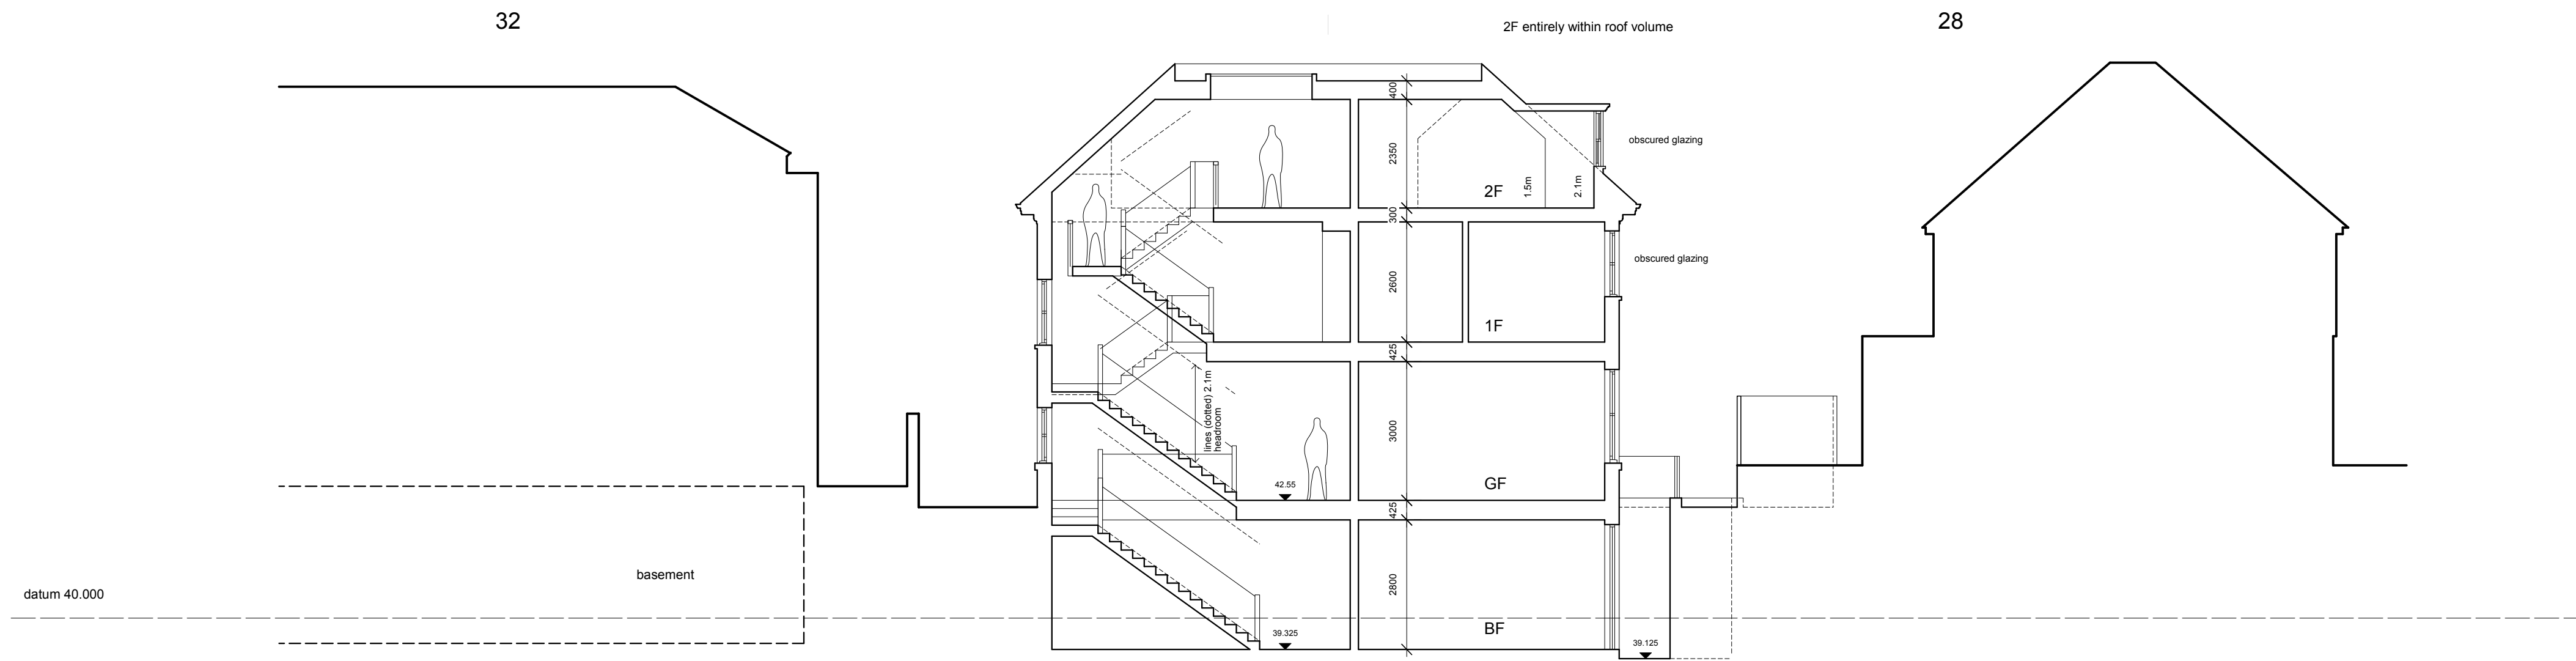 32
2F entirely within roof volume
28
400
obscured glazing
2350
2F
1.5m
2.1m
300
obscured glazing
2600
1F
425
lines (dotted) 2.1m
headroom
3000
42.55
GF
425
basement
2800
datum 40.000
BF
39.325
39.125